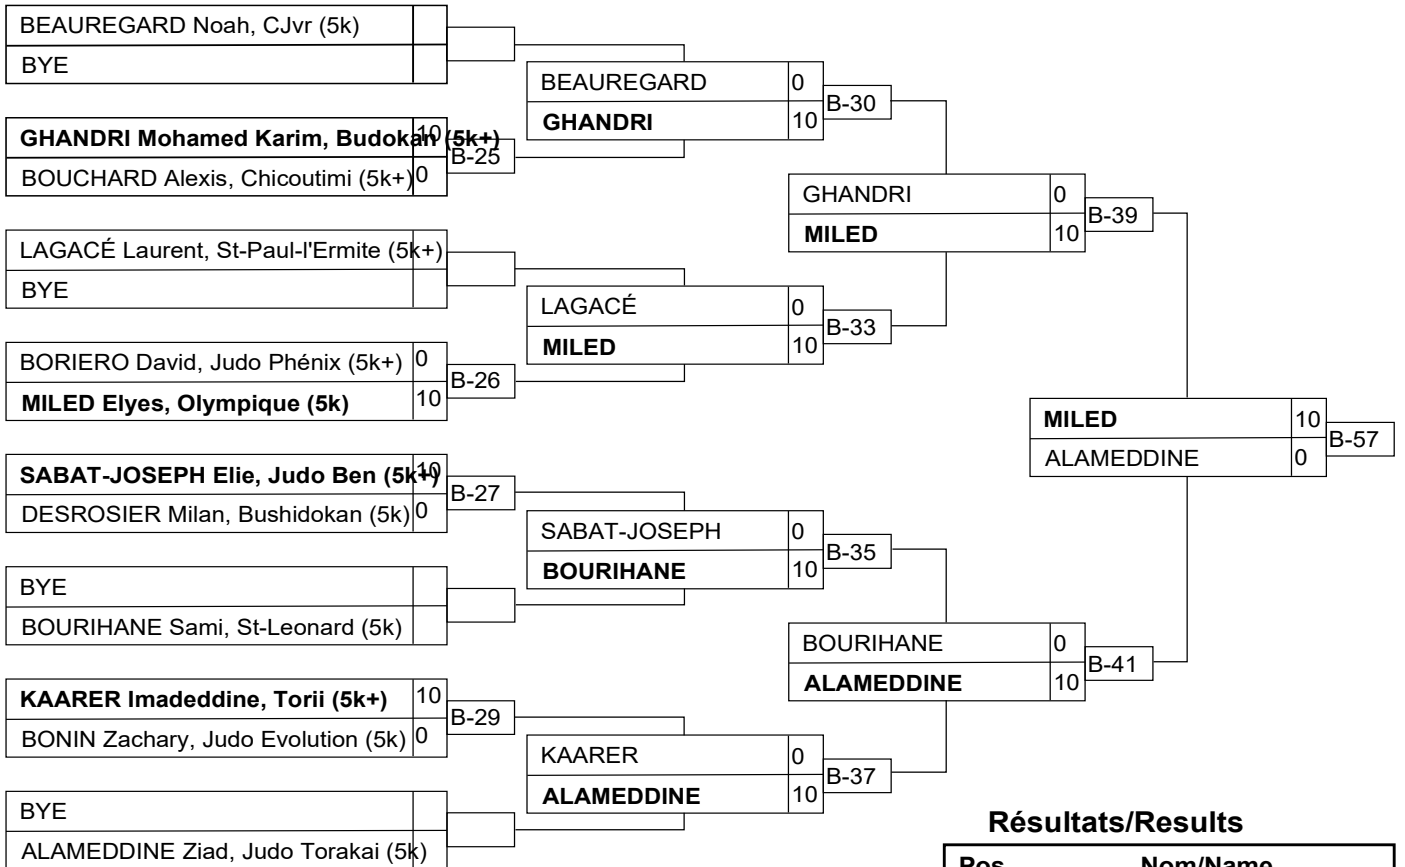 BEAUREGARD Noah, CJvr (5k)
BYE
GHANDRI Mohamed Karim, Budokan (5k+) 10
BOUCHARD Alexis, Chicoutimi (5k+) 0
B-25
LAGACÉ Laurent, St-Paul-l'Ermite (5k+)
BYE
BORIERO David, Judo Phénix (5k+) 0
MILED Elyes, Olympique (5k) 10
B-26
SABAT-JOSEPH Elie, Judo Ben (5k+) 10
DESROSIER Milan, Bushidokan (5k) 0
B-27
BYE
BOURIHANE Sami, St-Leonard (5k)
KAARER Imadeddine, Torii (5k+) 10
BONIN Zachary, Judo Evolution (5k) 0
B-29
BYE
ALAMEDDINE Ziad, Judo Torakai (5k)
BEAUREGARD 0
GHANDRI 10
B-30
LAGACÉ 0
MILED 10
B-33
SABAT-JOSEPH 0
BOURIHANE 10
B-35
KAARER 0
ALAMEDDINE 10
B-37
GHANDRI 0
MILED 10
B-39
BOURIHANE 0
ALAMEDDINE 10
B-41
MILED 10
ALAMEDDINE 0
B-57
Résultats/Results
Pos Nom/Name